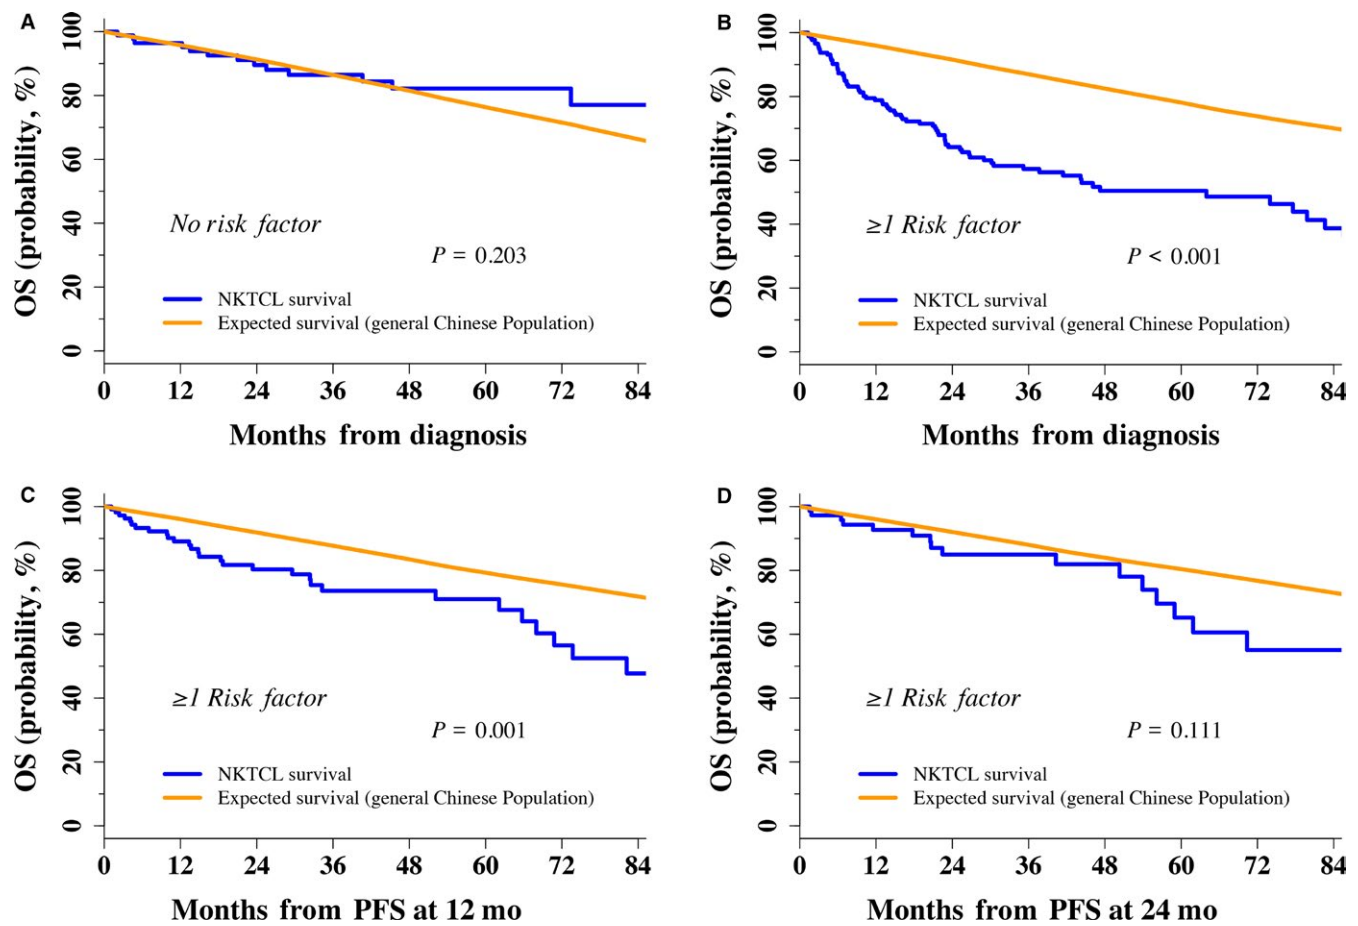 A
OS (probability, %)
100
80
60
40
20
0
No risk factor
P = 0.203
NKTCL survival
Expected survival (general Chinese Population)
0 12 24 36 48 60 72 84
Months from diagnosis
B
OS (probability, %)
100
80
60
40
20
0
≥1 Risk factor
P < 0.001
NKTCL survival
Expected survival (general Chinese Population)
0 12 24 36 48 60 72 84
Months from diagnosis
C
OS (probability, %)
100
80
60
40
20
0
≥1 Risk factor
P = 0.001
NKTCL survival
Expected survival (general Chinese Population)
0 12 24 36 48 60 72 84
Months from PFS at 12 mo
D
OS (probability, %)
100
80
60
40
20
0
≥1 Risk factor
P = 0.111
NKTCL survival
Expected survival (general Chinese Population)
0 12 24 36 48 60 72 84
Months from PFS at 24 mo